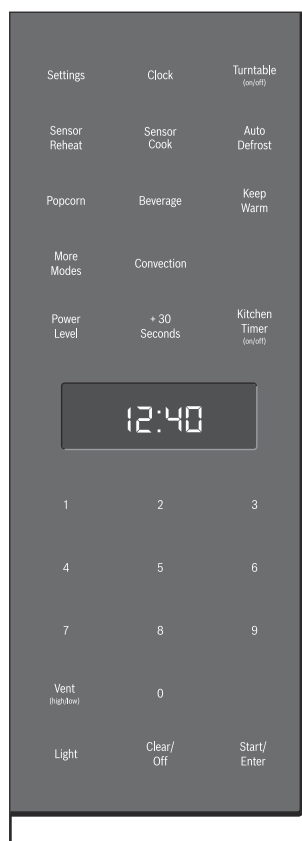 Settings Clock Turntable
(on/off)
Sensor Sensor Auto
Reheat Cook Defrost
Popcorn Beverage Keep
Warm
More
Modes Convection
Power + 30 Kitchen
Level Seconds Timer
(on/off)
12:40
1 2 3
4 5 6
7 8 9
Vent 0
(high/low)
Light Clear/ Start/
Off Enter